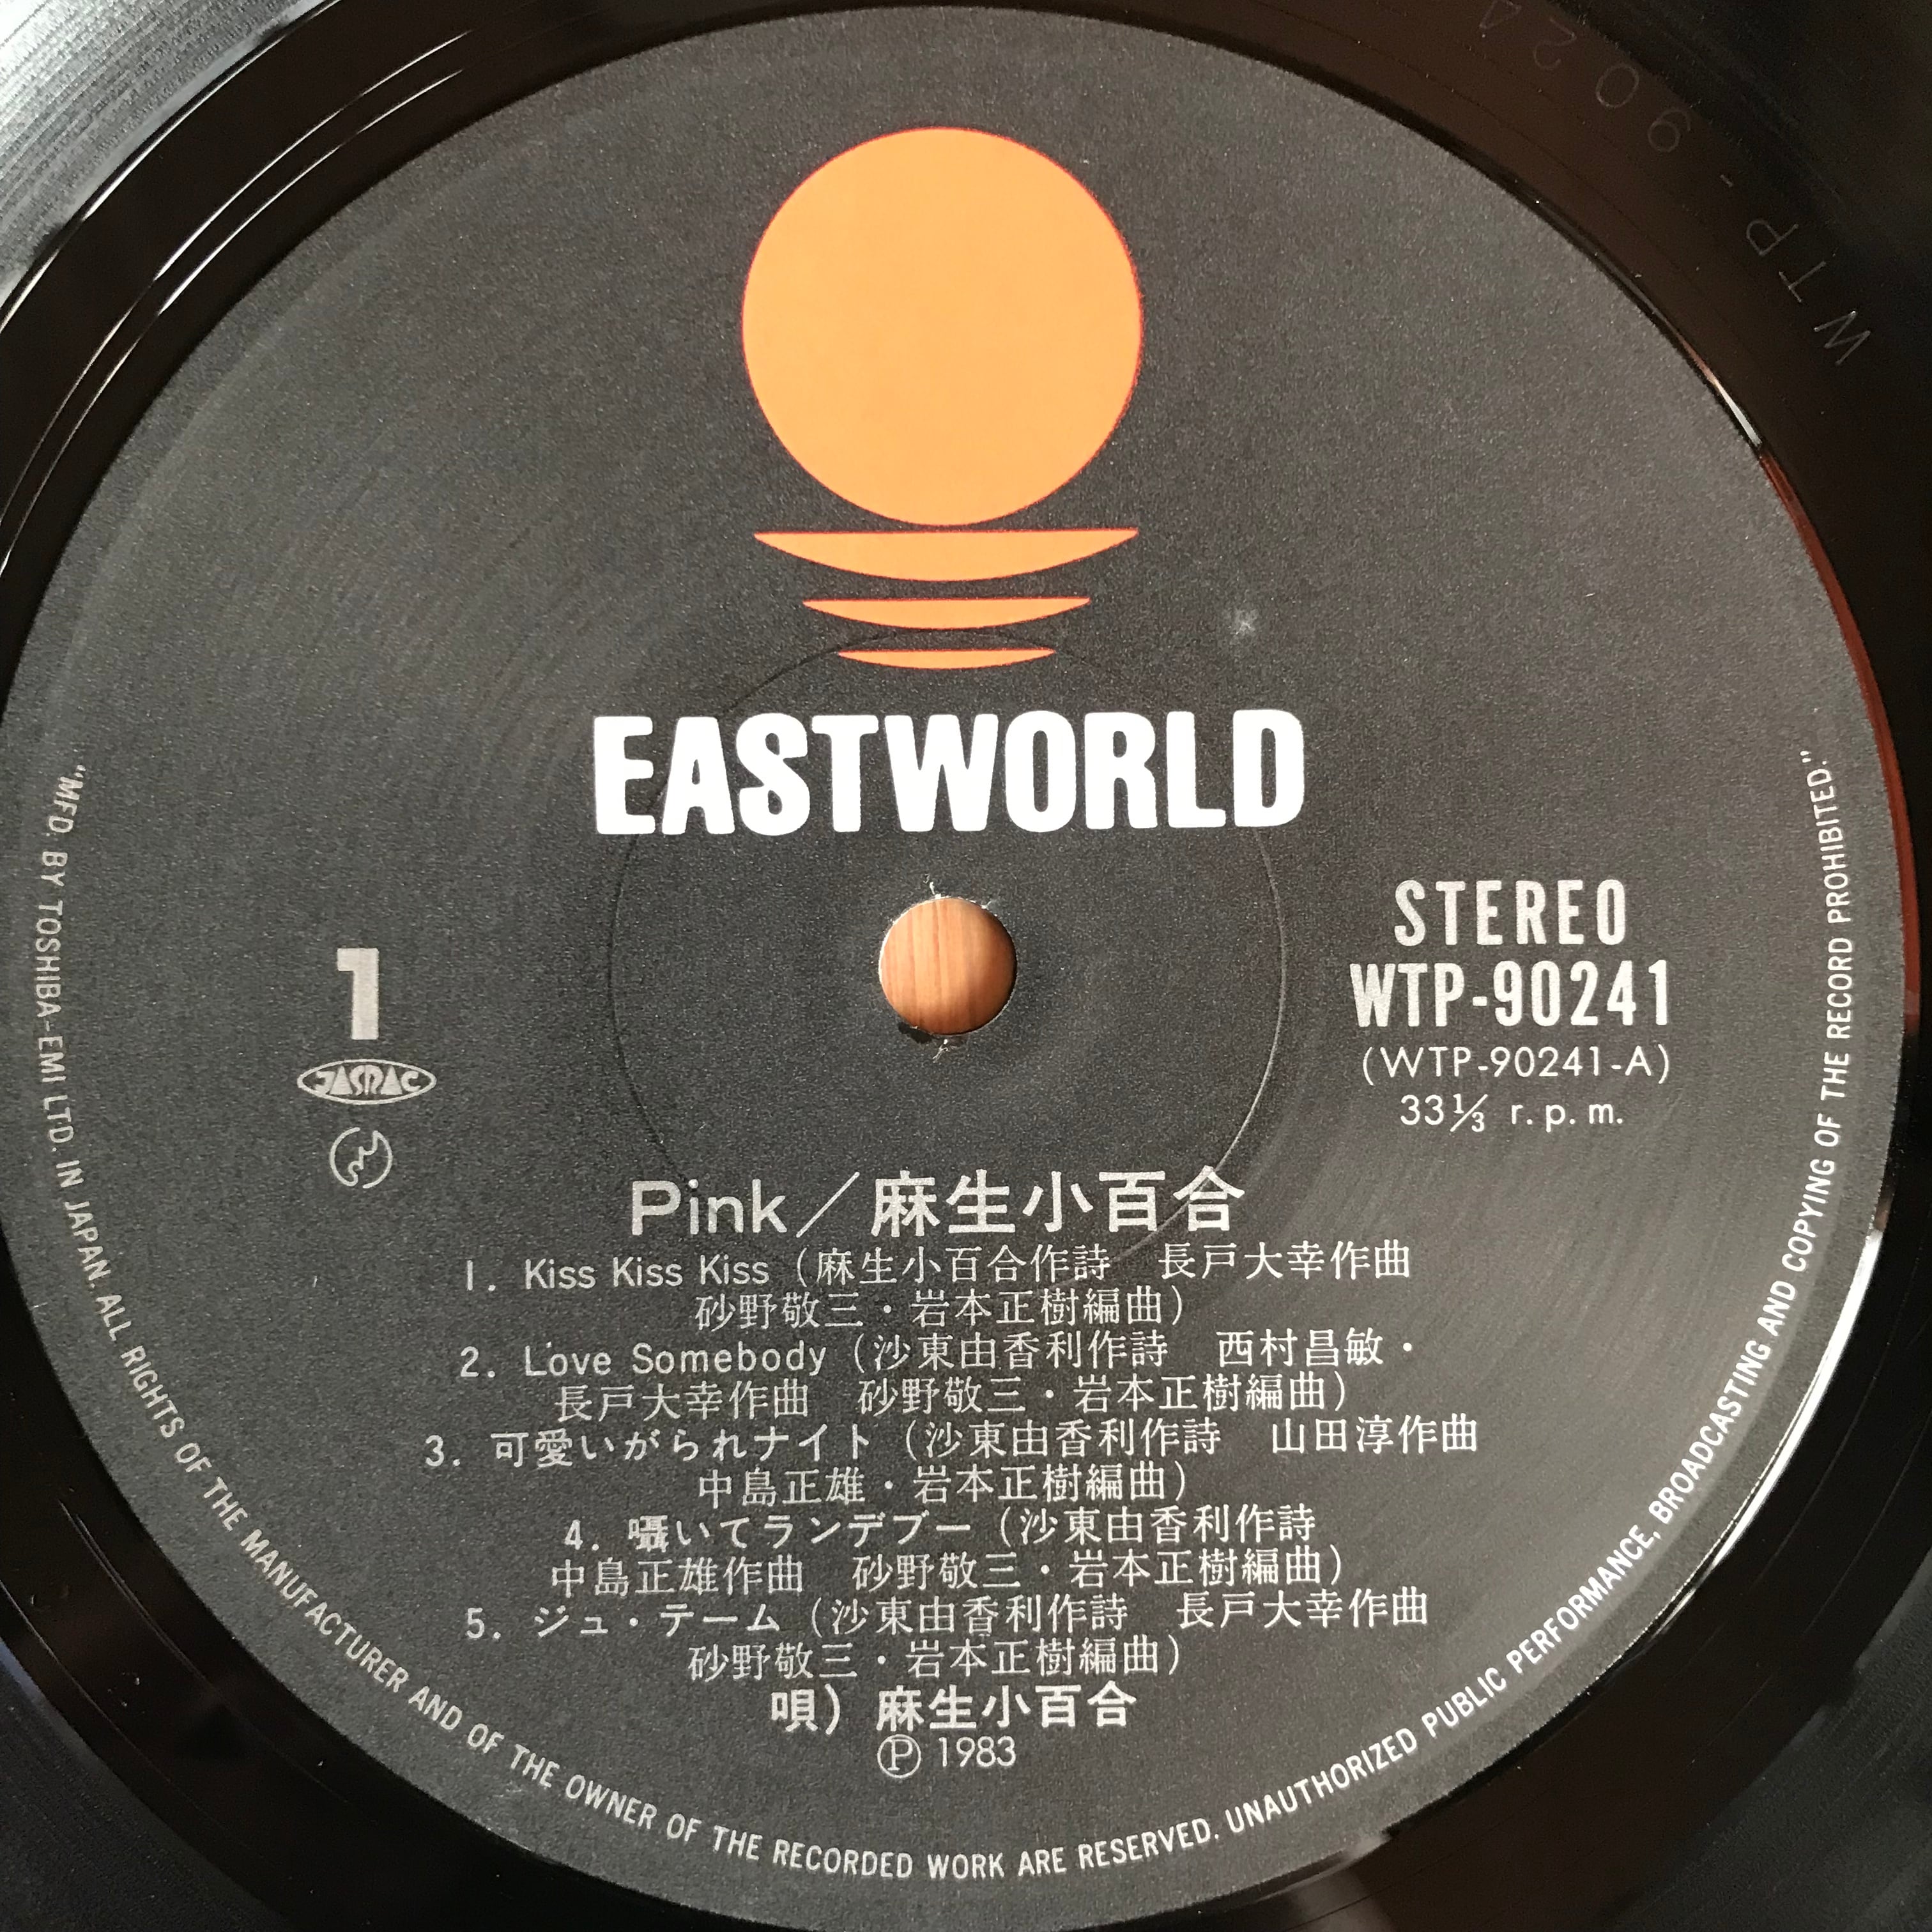 WTP-9024
EASTWORLD
STEREO
WTP-90241
(WTP-90241-A)
33⅓ r.p.m.
1
JASRAC
Pink／麻生小百合
1. Kiss Kiss Kiss（麻生小百合作詩　長戸大幸作曲
砂野敬三・岩本正樹編曲）
2. Love Somebody（沙東由香利作詩　西村昌敏・
長戸大幸作曲　砂野敬三・岩本正樹編曲）
3. 可愛いがられナイト（沙東由香利作詩　山田淳作曲
中島正雄・岩本正樹編曲）
4. 囁いてランデブー（沙東由香利作詩
中島正雄作曲　砂野敬三・岩本正樹編曲）
5. ジュ・テーム（沙東由香利作詩　長戸大幸作曲
砂野敬三・岩本正樹編曲）
唄）麻生小百合
Ⓟ 1983
"MFD. BY TOSHIBA-EMI LTD. IN JAPAN. ALL RIGHTS OF THE MANUFACTURER AND OF THE OWNER OF THE RECORDED WORK ARE RESERVED. UNAUTHORIZED PUBLIC PERFORMANCE, BROADCASTING AND COPYING OF THE RECORD PROHIBITED."